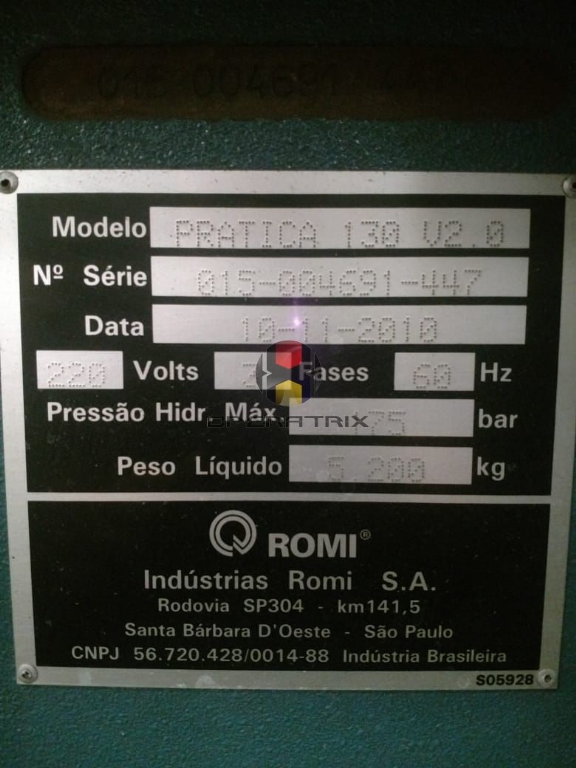 015 004691 447
Modelo PRATICA 130 V2.0
Nº Série 015-004691-447
Data 10-11-2010
220 Volts Fases 60 Hz
Pressão Hidr. Máx. 175 bar
Peso Líquido 5.200 kg
ROMI®
Indústrias Romi S.A.
Rodovia SP304 - km141,5
Santa Bárbara D'Oeste - São Paulo
CNPJ 56.720.428/0014-88 Indústria Brasileira
S05928